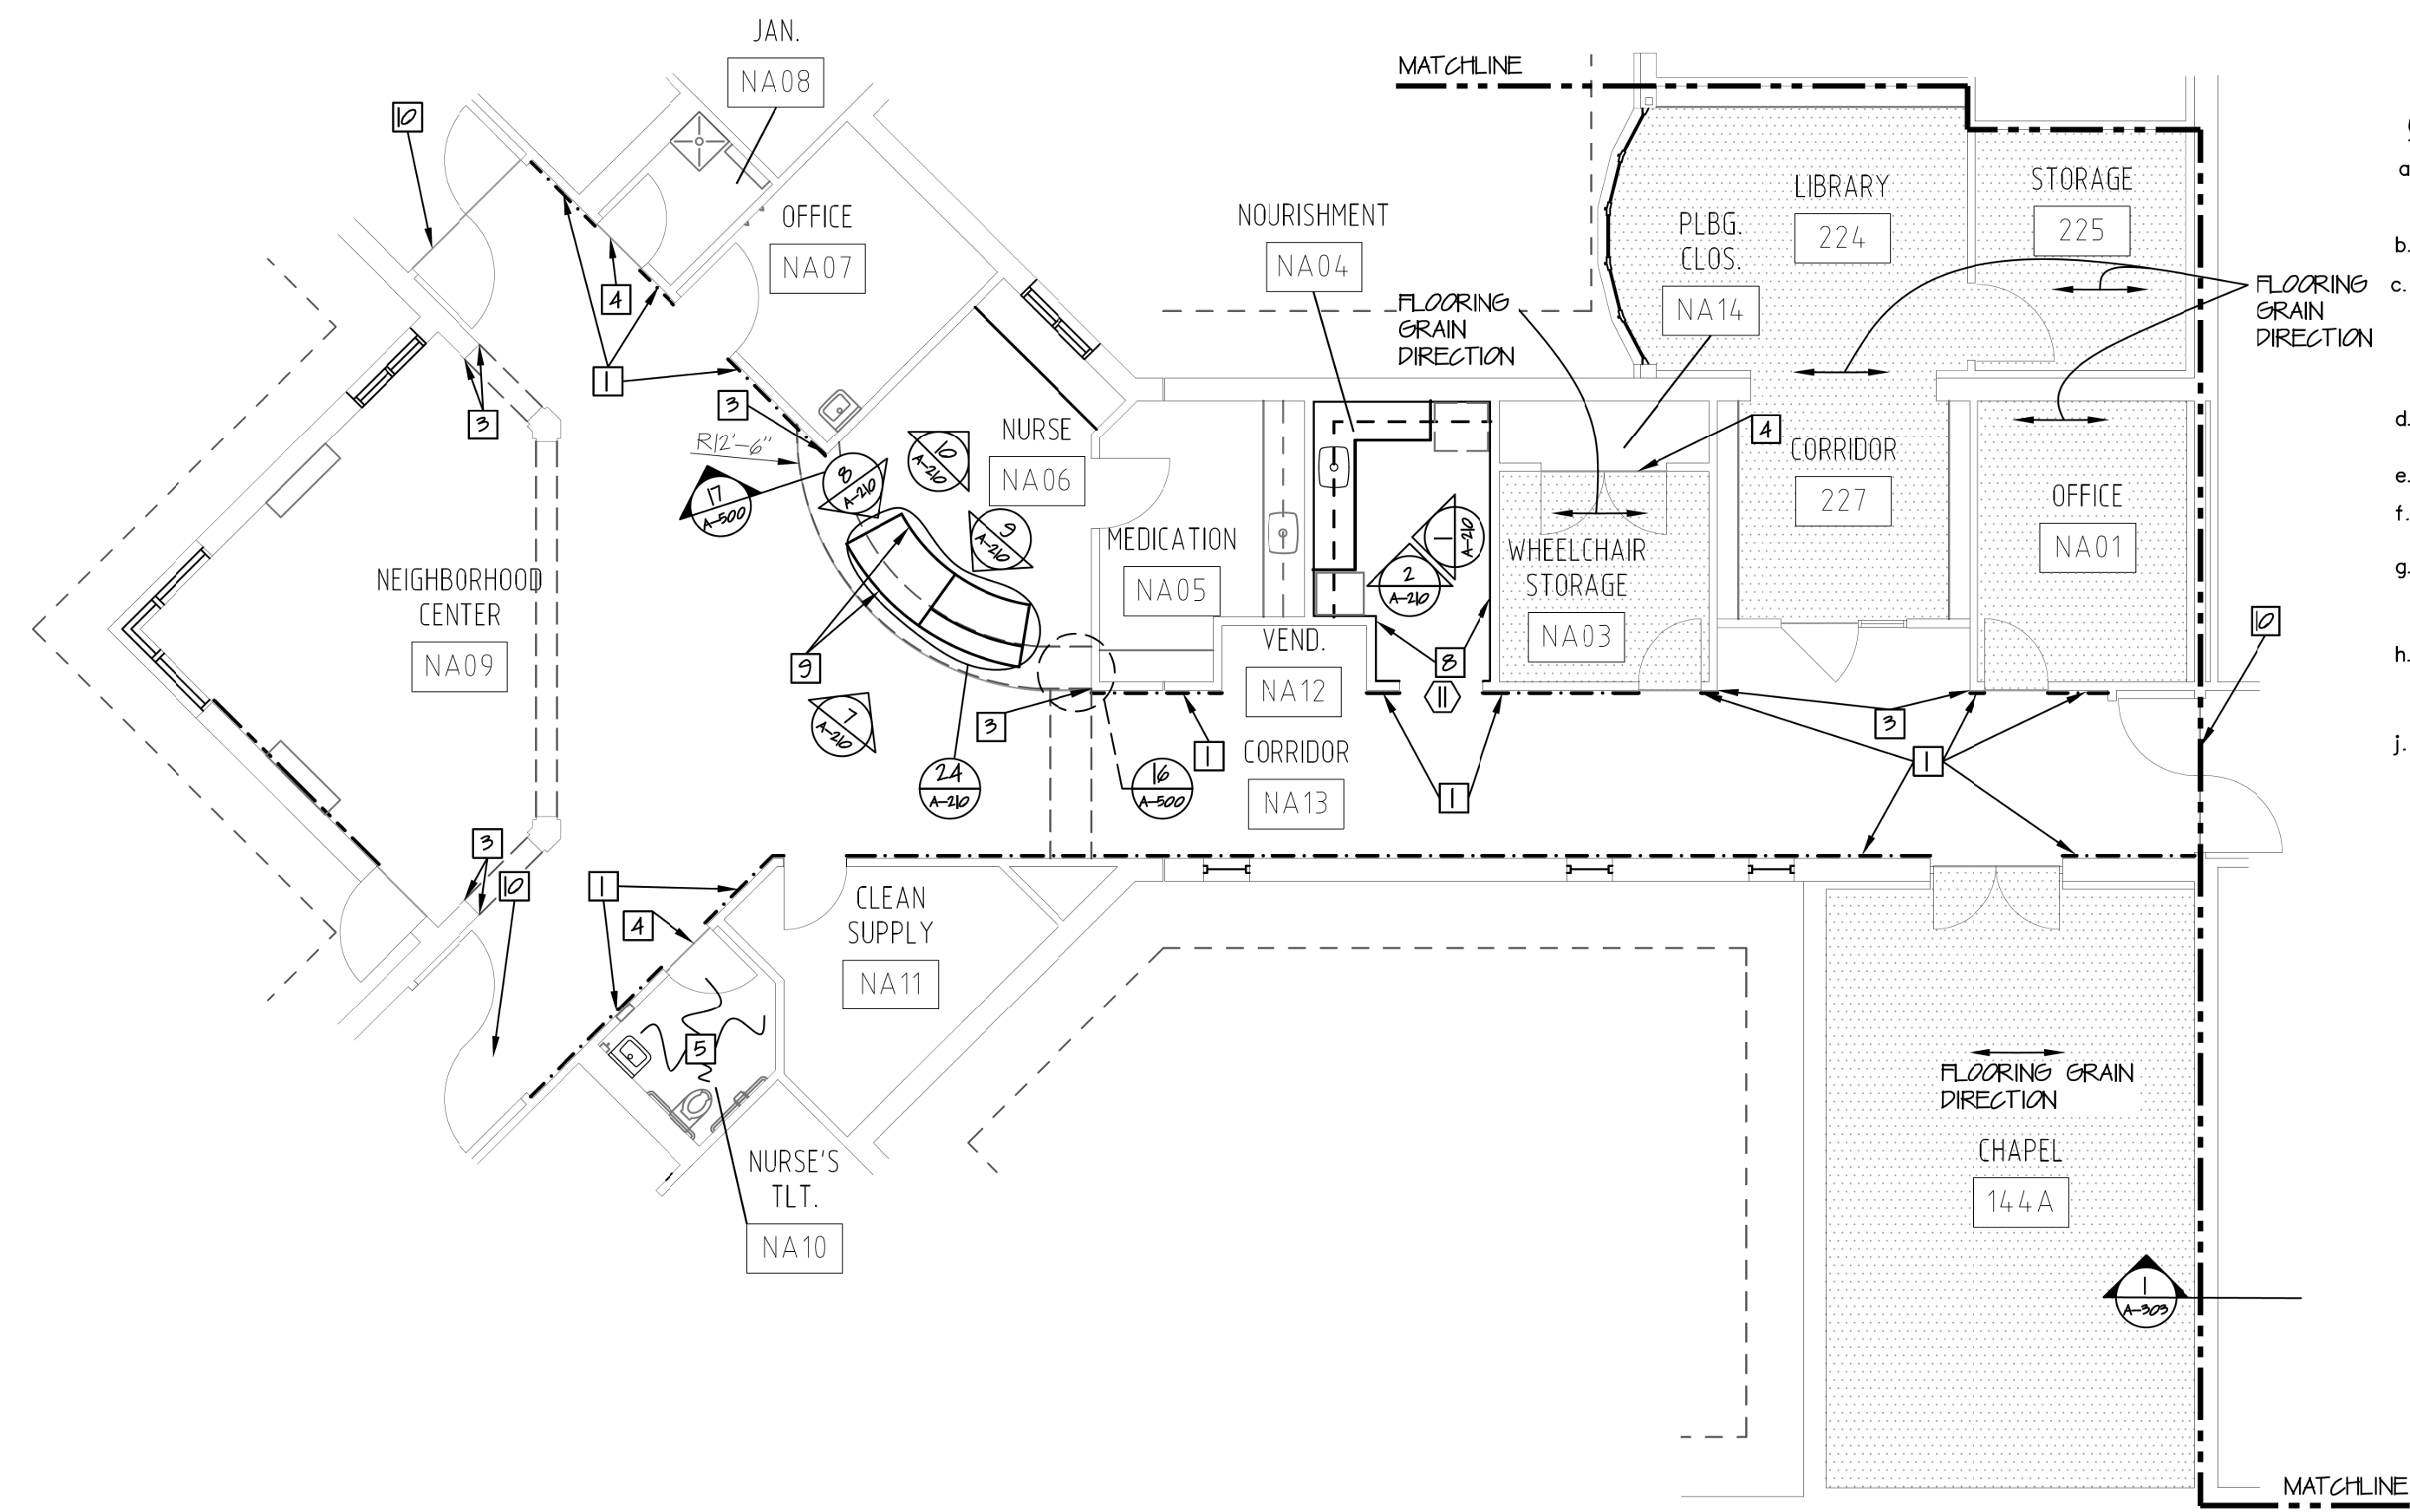 JAN.
NA08
MATCHLINE
10
OFFICE
NA07
NOURISHMENT
NA04
PLBG.
CLOS.
NA14
LIBRARY
224
STORAGE
225
a
b.
c.
FLOORING
GRAIN
DIRECTION
FLOORING
GRAIN
DIRECTION
4
1
3
3
R12'-6"
NURSE
NA06
10
A-210
8
A-210
17
A-500
9
A-210
MEDICATION
NA05
1
A-210
2
A-210
4
WHEELCHAIR
STORAGE
NA03
CORRIDOR
227
OFFICE
NA01
d.
e.
f.
g.
h.
j.
NEIGHBORHOOD
CENTER
NA09
9
7
A-210
24
A-210
3
16
A-500
1
VEND.
NA12
CORRIDOR
NA13
8
11
1
3
1
10
3
10
1
4
CLEAN
SUPPLY
NA11
5
NURSE'S
TLT.
NA10
FLOORING GRAIN
DIRECTION
CHAPEL
144A
1
A-303
MATCHLINE